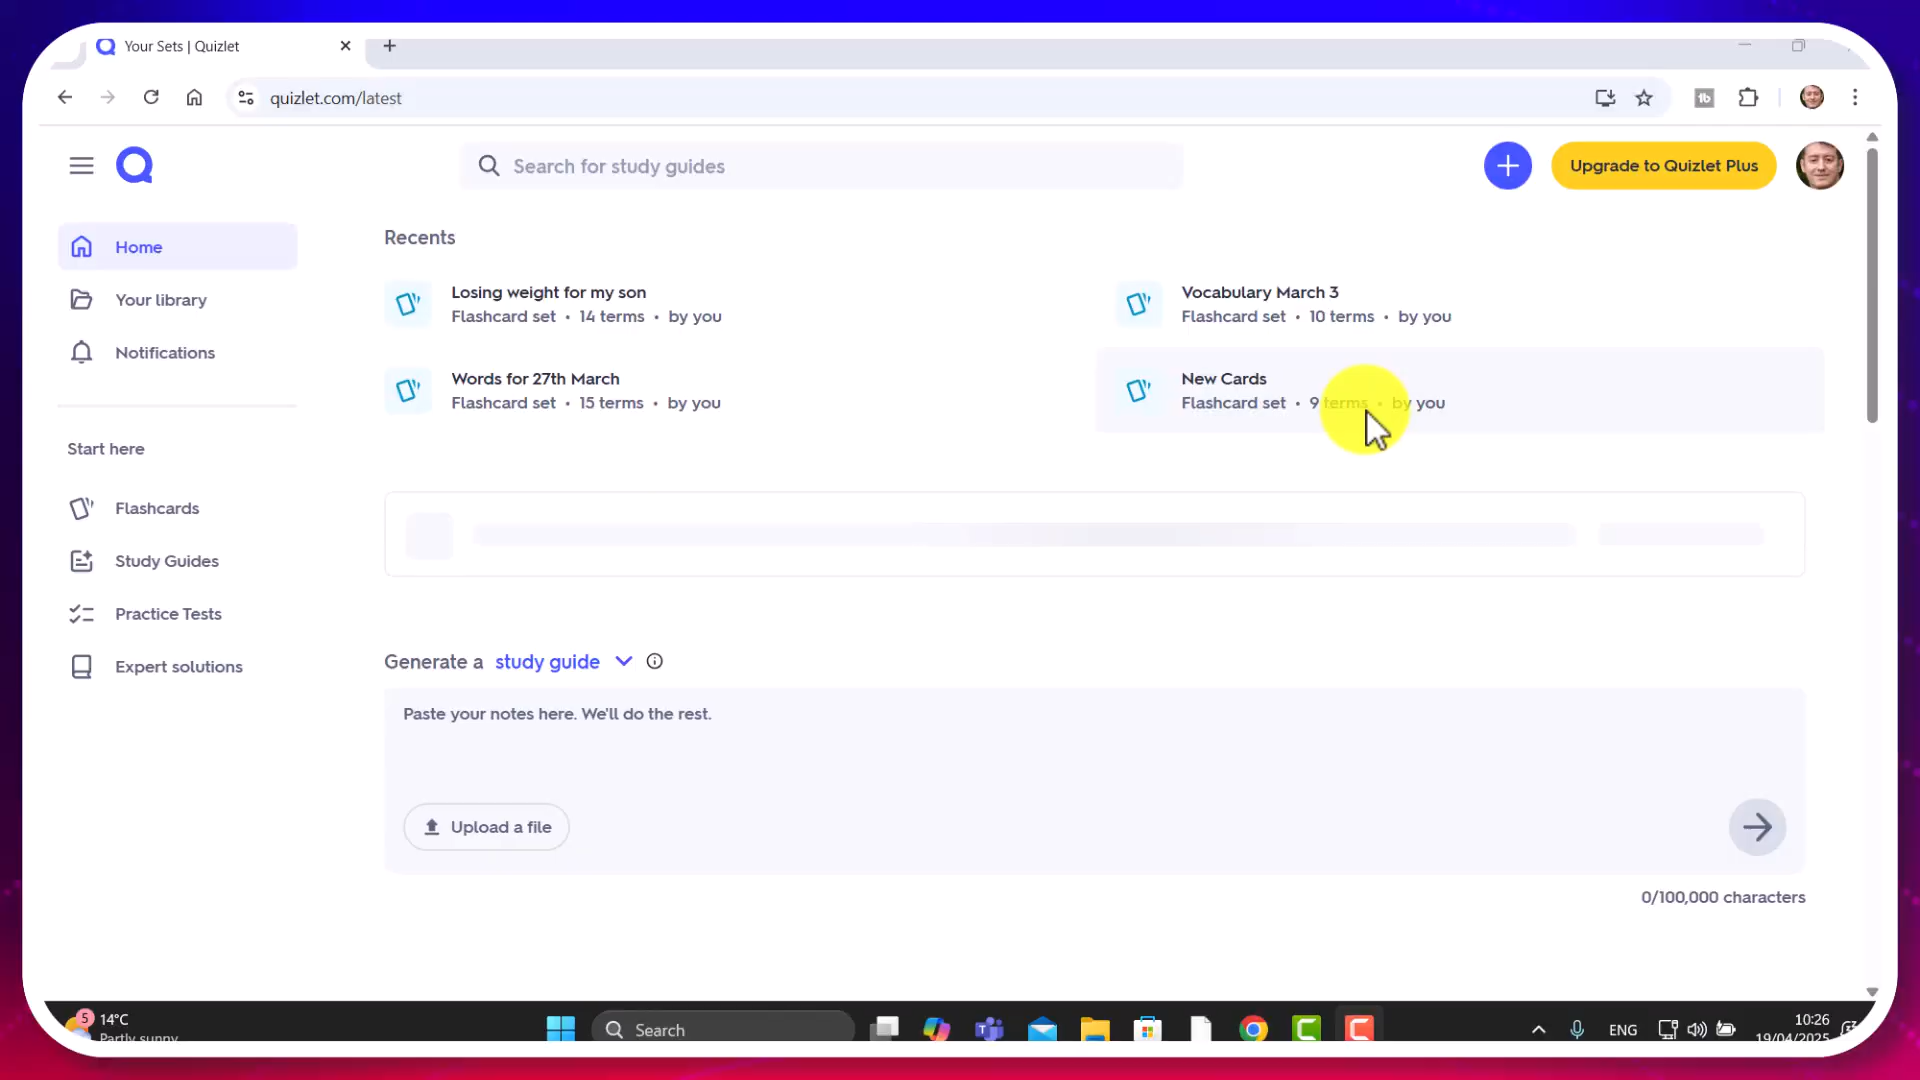 Your Sets | Quizlet
quizlet.com/latest
Search for study guides
Upgrade to Quizlet Plus
Home
Your library
Notifications
Start here
Flashcards
Study Guides
Practice Tests
Expert solutions
Recents
Losing weight for my son
Flashcard set • 14 terms • by you
Vocabulary March 3
Flashcard set • 10 terms • by you
Words for 27th March
Flashcard set • 15 terms • by you
New Cards
Flashcard set • 9 terms • by you
Generate a study guide
Paste your notes here. We'll do the rest.
Upload a file
0/100,000 characters
5
14°C
Partly sunny
Search
ENG
10:26
19/04/2025